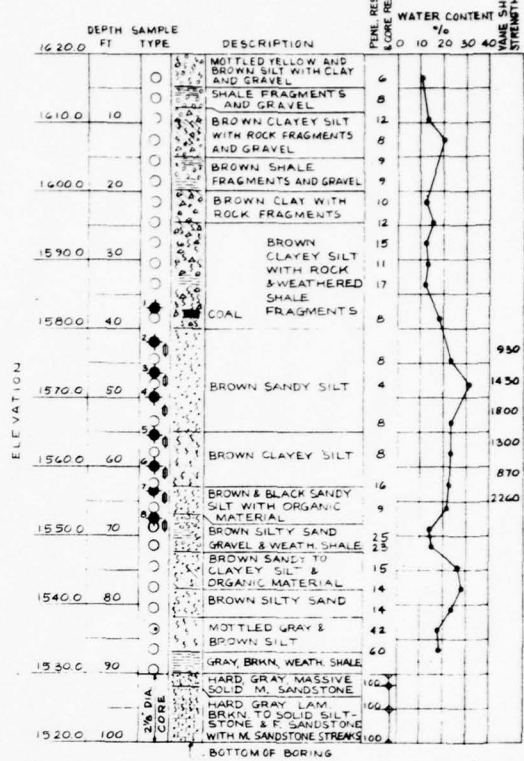 DEPTH SAMPLE
FT TYPE
DESCRIPTION
PENE. RES
& CORE RE
WATER CONTENT
%
0 10 20 30 40
VANE SH
STRENGTH
ELEVATION
1620.0
MOTTLED YELLOW AND
BROWN SILT WITH CLAY
AND GRAVEL
6
SHALE FRAGMENTS
AND GRAVEL
8
1610.0 10
BROWN CLAYEY SILT
WITH ROCK FRAGMENTS
AND GRAVEL
12
8
9
BROWN SHALE
FRAGMENTS AND GRAVEL
9
1600.0 20
BROWN CLAY WITH
ROCK FRAGMENTS
10
12
BROWN
CLAYEY SILT
WITH ROCK
& WEATHERED
SHALE
FRAGMENTS
15
1590.0 30
11
17
1
COAL
8
1580.0 40
2
930
8
3
1430
4
4
1570.0 50
BROWN SANDY SILT
1800
8
5
1300
BROWN CLAYEY SILT
8
1560.0 60
6
870
16
7
2260
BROWN & BLACK SANDY
SILT WITH ORGANIC
MATERIAL
9
8
1550.0 70
BROWN SILTY SAND
GRAVEL & WEATH. SHALE
25
23
BROWN SANDY TO
CLAYEY SILT &
ORGANIC MATERIAL
15
14
1540.0 80
BROWN SILTY SAND
14
MOTTLED GRAY &
BROWN SILT
42
60
GRAY, BRKN, WEATH. SHALE
1530.0 90
2⅛ DIA.
CORE
HARD, GRAY, MASSIVE
SOLID M. SANDSTONE
100
HARD GRAY LAM.
BRKN. TO SOLID SILT-
STONE & F. SANDSTONE
WITH M. SANDSTONE STREAKS
100
100
1520.0 100
BOTTOM OF BORING